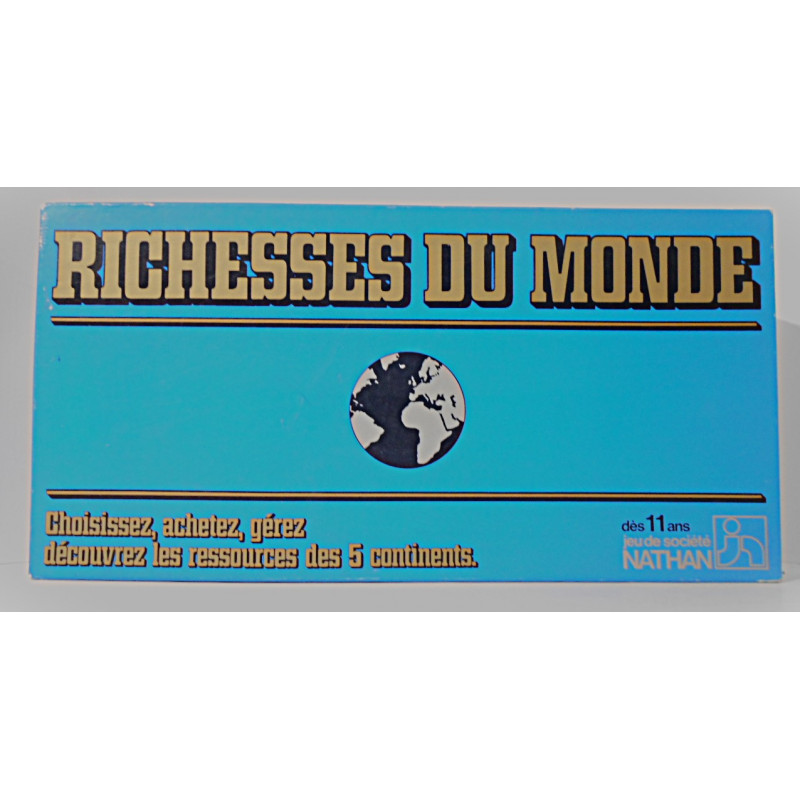 RICHESSES DU MONDE
Choisissez, achetez, gérez
découvrez les ressources des 5 continents.
dès 11 ans
jeu de société
NATHAN